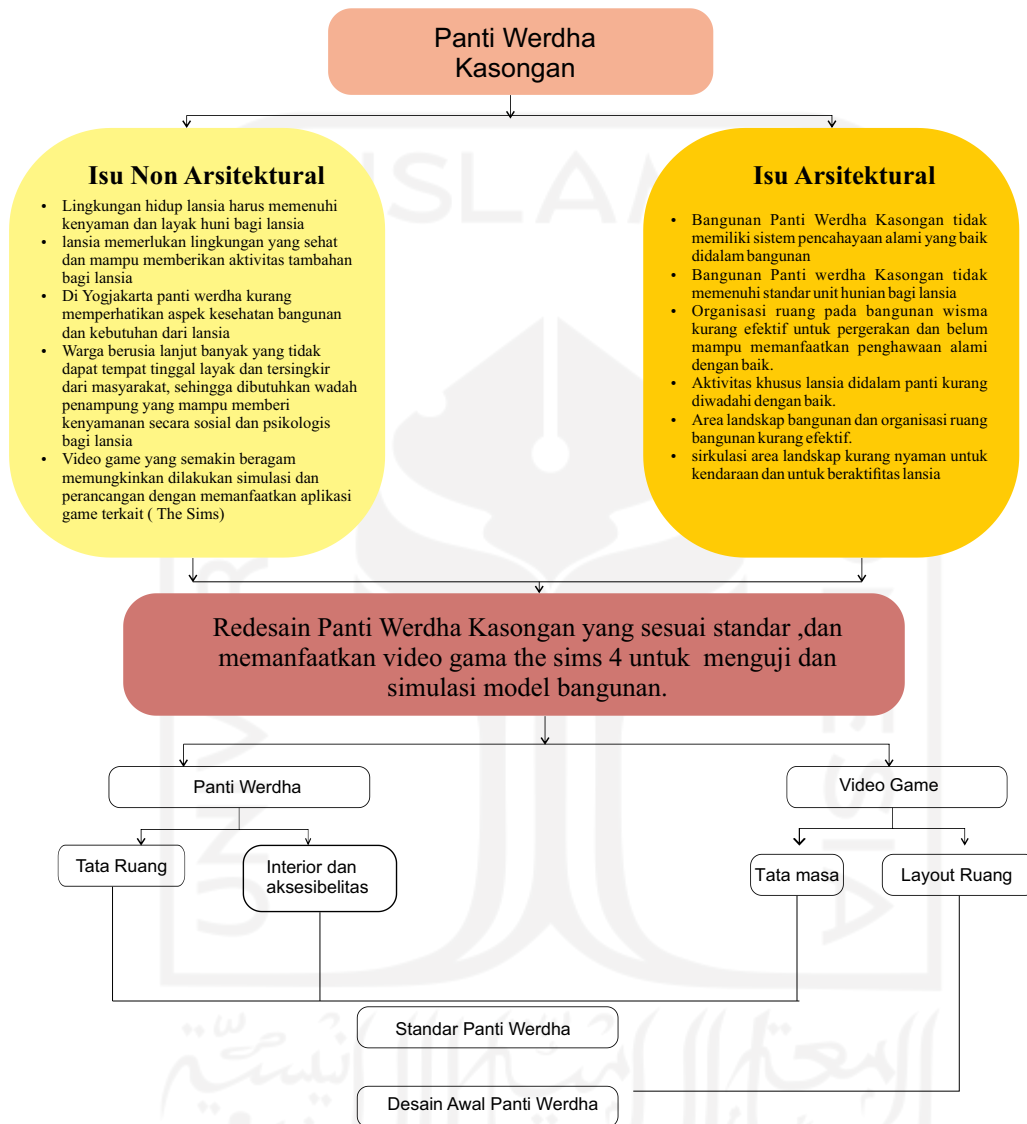 Panti Werdha
Kasongan
Isu Non Arsitektural
• Lingkungan hidup lansia harus memenuhi
kenyaman dan layak huni bagi lansia
• lansia memerlukan lingkungan yang sehat
dan mampu memberikan aktivitas tambahan
bagi lansia
• Di Yogjakarta panti werdha kurang
memperhatikan aspek kesehatan bangunan
dan kebutuhan dari lansia
• Warga berusia lanjut banyak yang tidak
dapat tempat tinggal layak dan tersingkir
dari masyarakat, sehingga dibutuhkan wadah
penampung yang mampu memberi
kenyamanan secara sosial dan psikologis
bagi lansia
• Video game yang semakin beragam
memungkinkan dilakukan simulasi dan
perancangan dengan memanfaatkan aplikasi
game terkait ( The Sims)
Isu Arsitektural
• Bangunan Panti Werdha Kasongan tidak
memiliki sistem pencahayaan alami yang baik
didalam bangunan
• Bangunan Panti werdha Kasongan tidak
memenuhi standar unit hunian bagi lansia
• Organisasi ruang pada bangunan wisma
kurang efektif untuk pergerakan dan belum
mampu memanfaatkan penghawaan alami
dengan baik.
• Aktivitas khusus lansia didalam panti kurang
diwadahi dengan baik.
• Area landskap bangunan dan organisasi ruang
bangunan kurang efektif.
• sirkulasi area landskap kurang nyaman untuk
kendaraan dan untuk beraktifitas lansia
Redesain Panti Werdha Kasongan yang sesuai standar ,dan
memanfaatkan video gama the sims 4 untuk menguji dan
simulasi model bangunan.
Panti Werdha
Video Game
Tata Ruang
Interior dan
aksesibelitas
Tata masa
Layout Ruang
Standar Panti Werdha
Desain Awal Panti Werdha
ISLAM